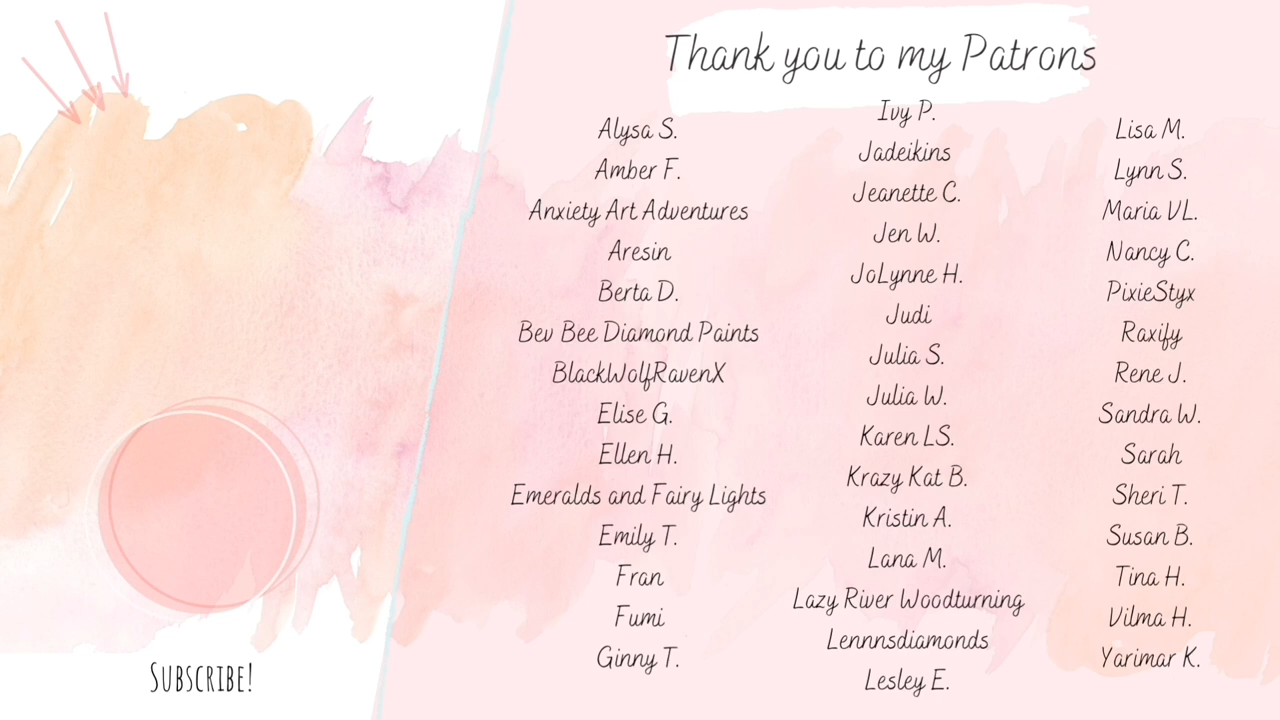 Thank you to my Patrons
Alysa S.
Amber F.
Anxiety Art Adventures
Aresin
Berta D.
Bev Bee Diamond Paints
BlackWolfRavenX
Elise G.
Ellen H.
Emeralds and Fairy Lights
Emily T.
Fran
Fumi
Ginny T.
Ivy P.
Jadeikins
Jeanette C.
Jen W.
JoLynne H.
Judi
Julia S.
Julia W.
Karen LS.
Krazy Kat B.
Kristin A.
Lana M.
Lazy River Woodturning
Lennnsdiamonds
Lesley E.
Lisa M.
Lynn S.
Maria VL.
Nancy C.
PixieStyx
Raxify
Rene J.
Sandra W.
Sarah
Sheri T.
Susan B.
Tina H.
Vilma H.
Yarimar K.
Subscribe!